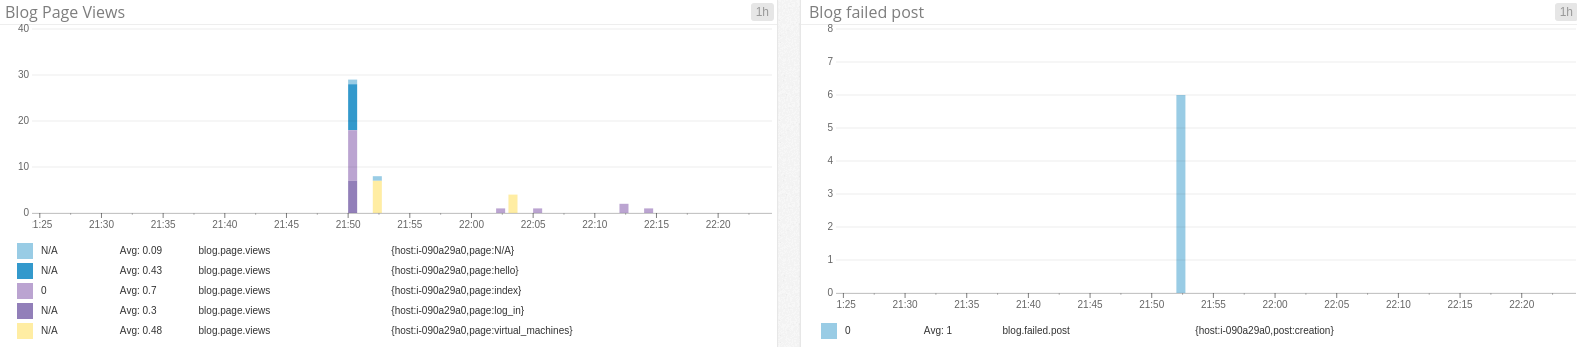 Blog Page Views 1h
40
30
20
10
0
1:25 21:30 21:35 21:40 21:45 21:50 21:55 22:00 22:05 22:10 22:15 22:20
N/A Avg: 0.09 blog.page.views {host:i-090a29a0,page:N/A}
N/A Avg: 0.43 blog.page.views {host:i-090a29a0,page:hello}
0 Avg: 0.7 blog.page.views {host:i-090a29a0,page:index}
N/A Avg: 0.3 blog.page.views {host:i-090a29a0,page:log_in}
N/A Avg: 0.48 blog.page.views {host:i-090a29a0,page:virtual_machines}
Blog failed post 1h
8
7
6
5
4
3
2
1
0
1:25 21:30 21:35 21:40 21:45 21:50 21:55 22:00 22:05 22:10 22:15 22:20
0 Avg: 1 blog.failed.post {host:i-090a29a0,post:creation}